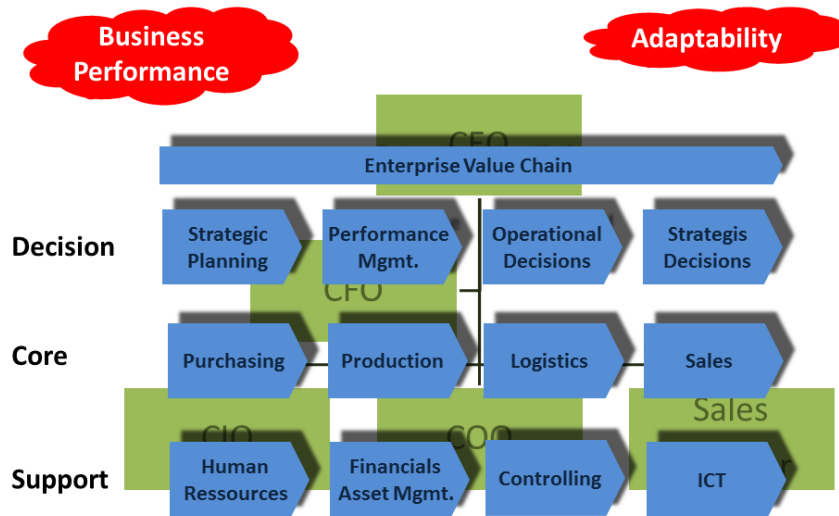 Business
Performance
Adaptability
CEO
Enterprise Value Chain
Decision
Strategic
Planning
Performance
Mgmt.
Operational
Decisions
Strategis
Decisions
CFO
Core
Purchasing
Production
Logistics
Sales
CIO
COO
Sales
Support
Human
Ressources
Financials
Asset Mgmt.
Controlling
ICT